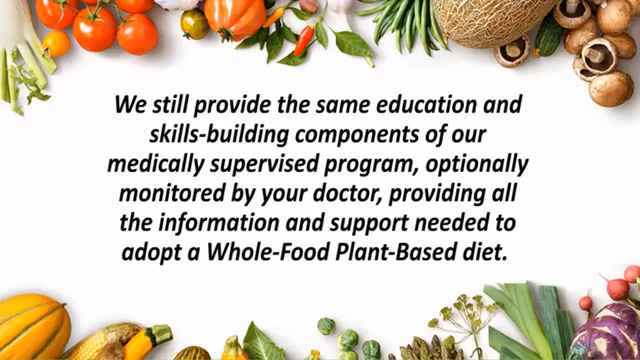 We still provide the same education and
skills-building components of our
medically supervised program, optionally
monitored by your doctor, providing all
the information and support needed to
adopt a Whole-Food Plant-Based diet.